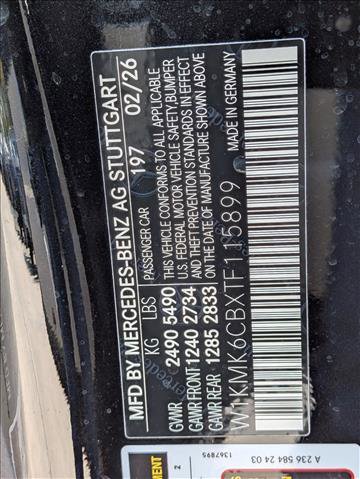 MFD BY MERCEDES-BENZ AG STUTTGART
197 02/26
KG LBS PASSENGER CAR
GVWR 2490 5490 THIS VEHICLE CONFORMS TO ALL APPLICABLE
GAWR FRONT 1240 2734 U.S. FEDERAL MOTOR VEHICLE SAFETY, BUMPER
GAWR REAR 1285 2833 AND THEFT PREVENTION STANDARDS IN EFFECT
ON THE DATE OF MANUFACTURE SHOWN ABOVE
MADE IN GERMANY
W1KMK6CBXTF115899
A 236 584 24 03
13667895
2